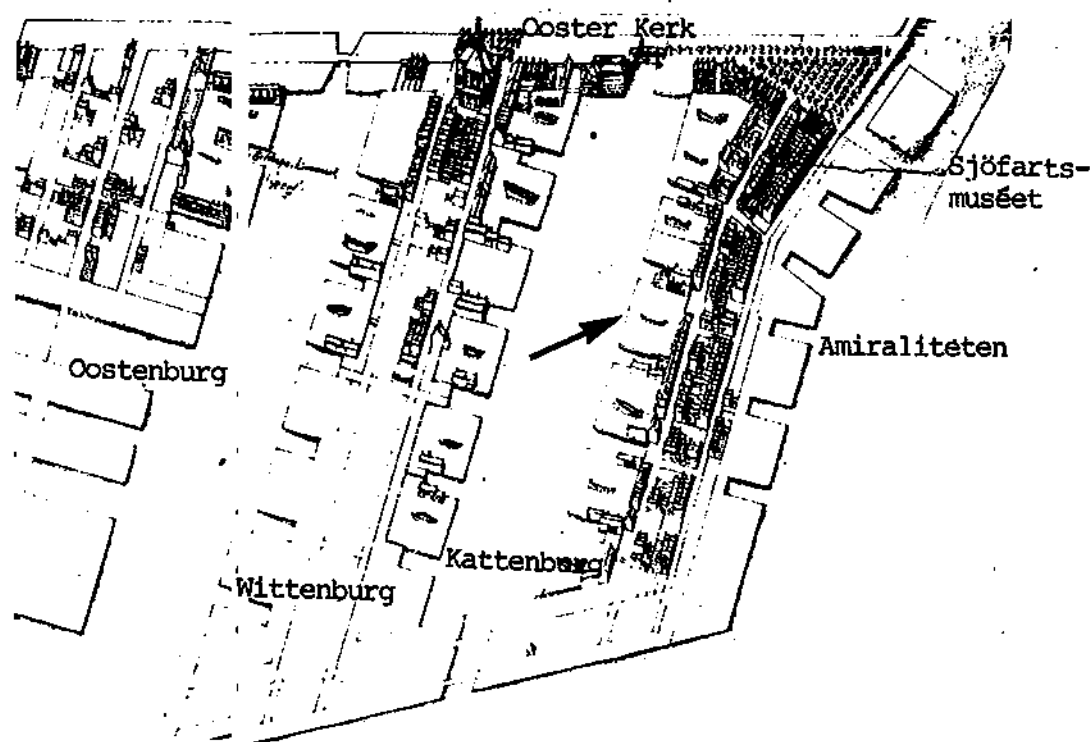 Ooster Kerk
Sjöfarts-
muséet
Amiraliteten
Oostenburg
Kattenburg
Wittenburg